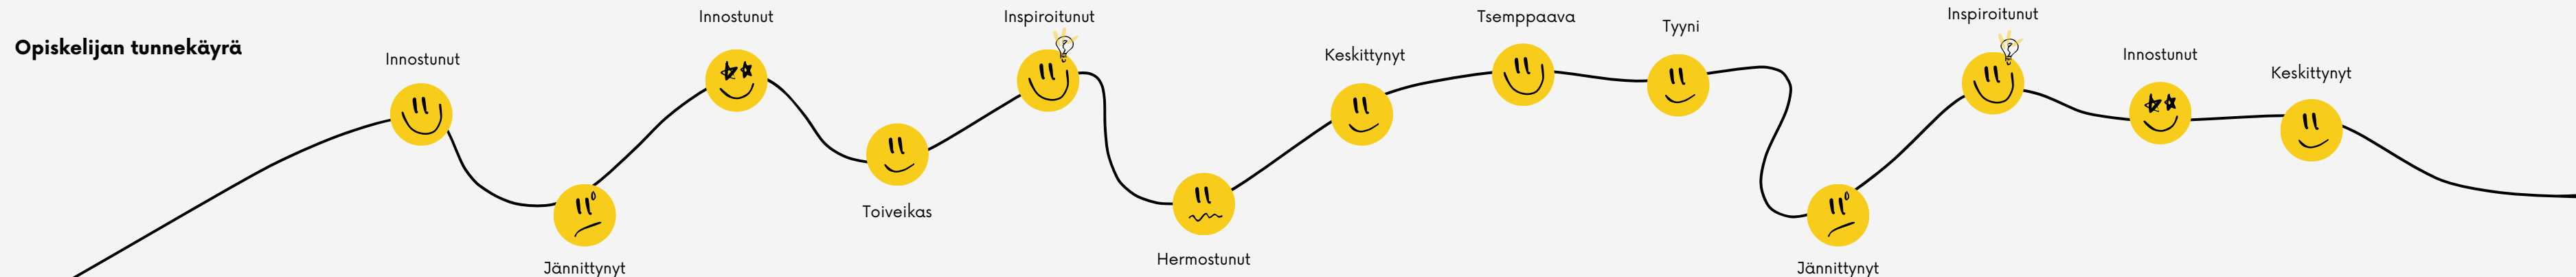 Opiskelijan tunnekäyrä
Innostunut
Jännittynyt
Innostunut
Toiveikas
Inspiroitunut
Hermostunut
Keskittynyt
Tsemppaava
Tyyni
Jännittynyt
Inspiroitunut
Innostunut
Keskittynyt